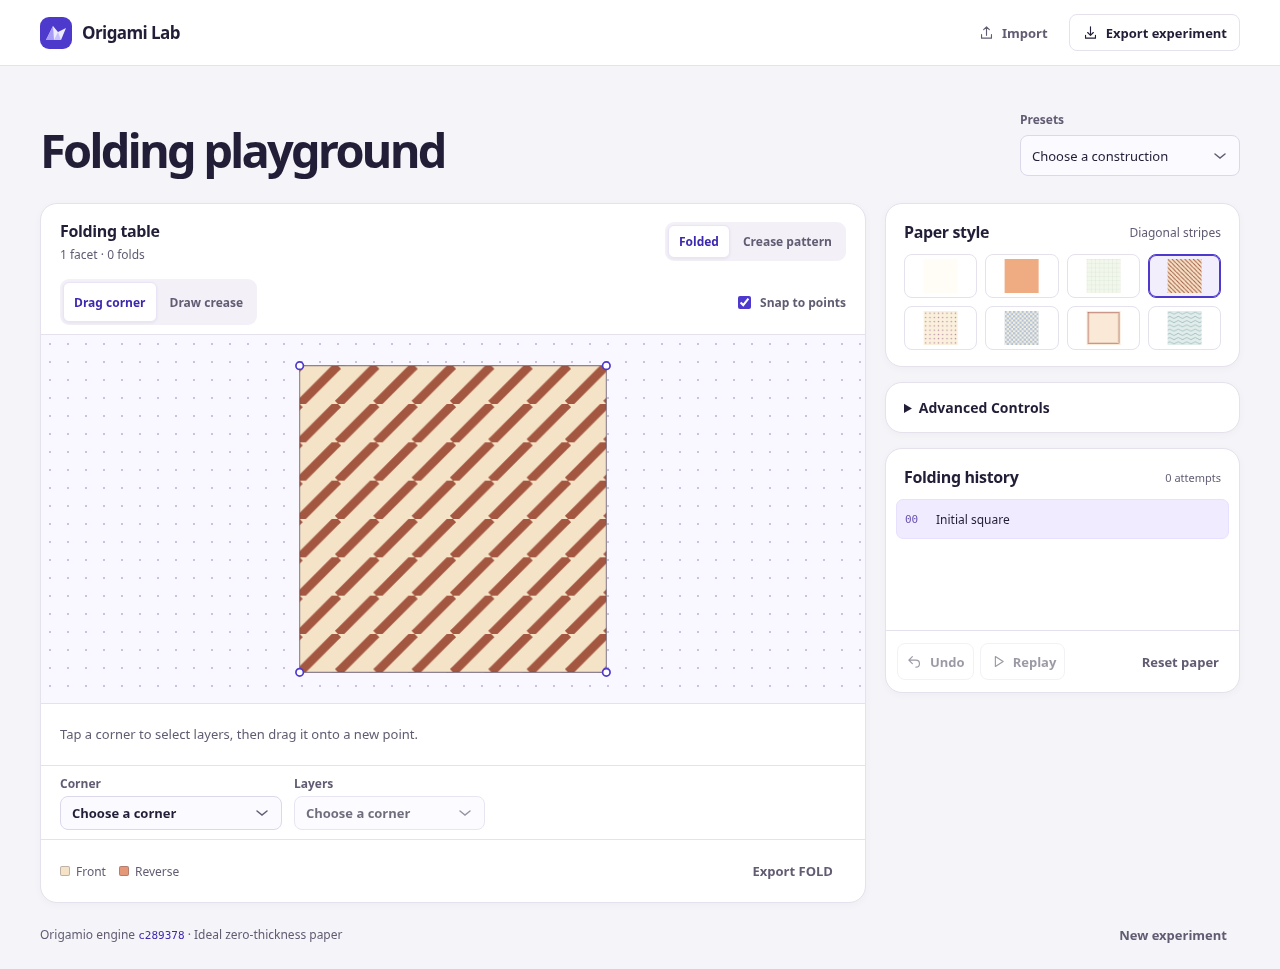 Origami Lab
Import
Export experiment
Folding playground
Presets
Choose a construction
Folding table
1 facet · 0 folds
Folded
Crease pattern
Drag corner
Draw crease
Snap to points
Tap a corner to select layers, then drag it onto a new point.
Corner
Layers
Choose a corner
Choose a corner
Front
Reverse
Export FOLD
Paper style
Diagonal stripes
Advanced Controls
Folding history
0 attempts
00
Initial square
Undo
Replay
Reset paper
Origamio engine c289378 · Ideal zero-thickness paper
New experiment